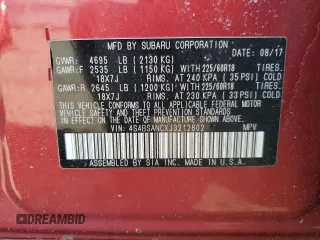 MFD. BY SUBARU CORPORATION DATE: 08/17
GVWR: 4695 LB ( 2130 KG)
GAWR:F 2535 LB ( 1150 KG) WITH 225/60R18 TIRES.
18X7J RIMS. AT 240 KPA ( 35 PSI) COLD
GAWR:R 2645 LB ( 1200 KG) WITH 225/60R18 TIRES.
18X7J RIMS. AT 230 KPA ( 33 PSI) COLD
THIS VEHICLE CONFORMS TO ALL APPLICABLE FEDERAL MOTOR
VEHICLE SAFETY AND THEFT PREVENTION STANDARDS
IN EFFECT ON THE DATE OF MANUFACTURE SHOWN ABOVE.
VIN: 4S4BSANCXJ3212802 MPV
ASSEMBLED BY SIA INC. MADE IN U.S.A.
DREAMBID.COM